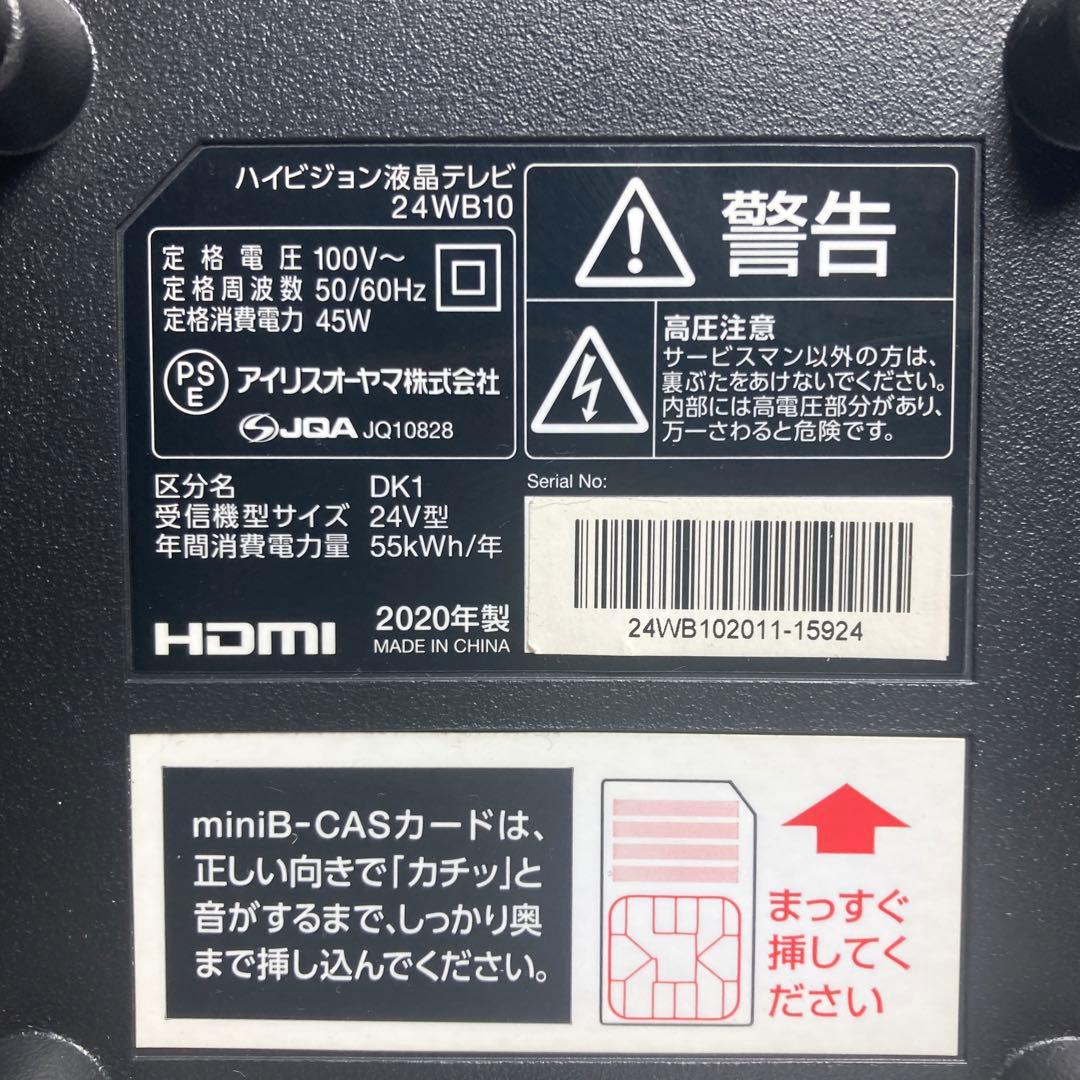 ハイビジョン液晶テレビ
24WB10
定格電圧 100V～
定格周波数 50/60Hz
定格消費電力 45W
PSE
アイリスオーヤマ株式会社
JQA JQ10828
区分名 DK1
受信機型サイズ 24V型
年間消費電力量 55kWh/年
HDMI
2020年製
MADE IN CHINA
警告
高圧注意
サービスマン以外の方は、
裏ぶたをあけないでください。
内部には高電圧部分があり、
万一さわると危険です。
Serial No:
24WB102011-15924
miniB-CASカードは、
正しい向きで「カチッ」と
音がするまで、しっかり奥
まで挿し込んでください。
まっすぐ
挿してく
ださい